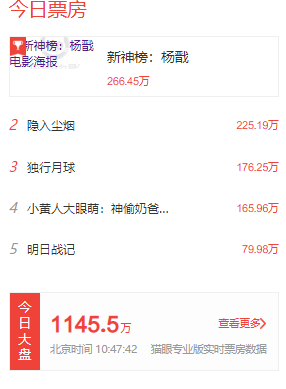 今日票房
新神榜：杨戬
电影海报
新神榜：杨戬
266.45万
2 隐入尘烟 225.19万
3 独行月球 176.25万
4 小黄人大眼萌：神偷奶爸... 165.96万
5 明日战记 79.98万
今日大盘
1145.5万 查看更多
北京时间 10:47:42 猫眼专业版实时票房数据